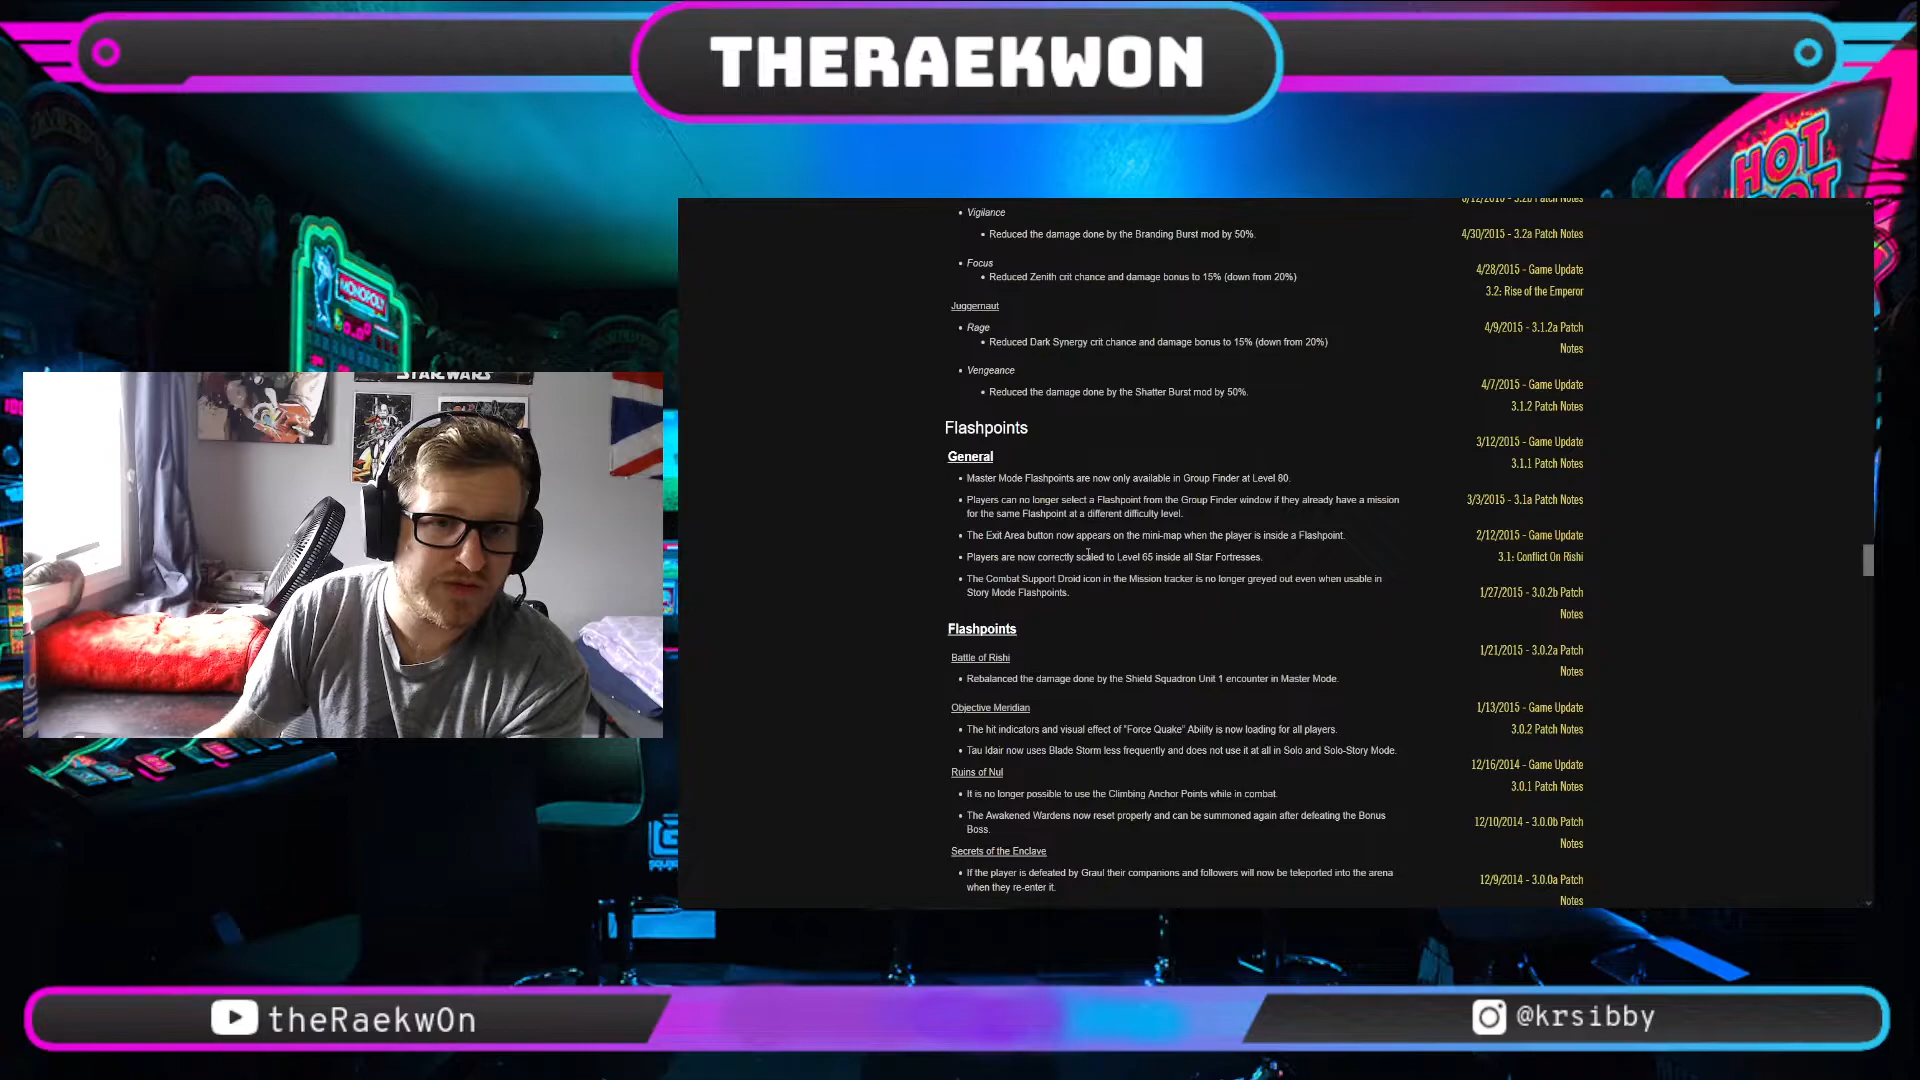 THERAEKWON
HOT
MONOPOLY
STAR WARS
Vigilance
Reduced the damage done by the Branding Burst mod by 50%.
Focus
Reduced Zenith crit chance and damage bonus to 15% (down from 20%)
Juggernaut
Rage
Reduced Dark Synergy crit chance and damage bonus to 15% (down from 20%)
Vengeance
Reduced the damage done by the Shatter Burst mod by 50%.
Flashpoints
General
Master Mode Flashpoints are now only available in Group Finder at Level 80.
Players can no longer select a Flashpoint from the Group Finder window if they already have a mission
for the same Flashpoint at a different difficulty level.
The Exit Area button now appears on the mini-map when the player is inside a Flashpoint.
Players are now correctly scaled to Level 65 inside all Star Fortresses.
The Combat Support Droid icon in the Mission tracker is no longer greyed out even when usable in
Story Mode Flashpoints.
Flashpoints
Battle of Rishi
Rebalanced the damage done by the Shield Squadron Unit 1 encounter in Master Mode.
Objective Meridian
The hit indicators and visual effect of "Force Quake" Ability is now loading for all players.
Tau Idair now uses Blade Storm less frequently and does not use it at all in Solo and Solo-Story Mode.
Ruins of Nul
It is no longer possible to use the Climbing Anchor Points while in combat.
The Awakened Wardens now reset properly and can be summoned again after defeating the Bonus
Boss.
Secrets of the Enclave
If the player is defeated by Graul their companions and followers will now be teleported into the arena
when they re-enter it.
Patch Notes
4/30/2015 - 3.2a Patch Notes
4/28/2015 - Game Update
3.2: Rise of the Emperor
4/9/2015 - 3.1.2a Patch
Notes
4/7/2015 - Game Update
3.1.2 Patch Notes
3/12/2015 - Game Update
3.1.1 Patch Notes
3/3/2015 - 3.1a Patch Notes
2/12/2015 - Game Update
3.1: Conflict On Rishi
1/27/2015 - 3.0.2b Patch
Notes
1/21/2015 - 3.0.2a Patch
Notes
1/13/2015 - Game Update
3.0.2 Patch Notes
12/16/2014 - Game Update
3.0.1 Patch Notes
12/10/2014 - 3.0.0b Patch
Notes
12/9/2014 - 3.0.0a Patch
Notes
theRaekw0n
@krsibby